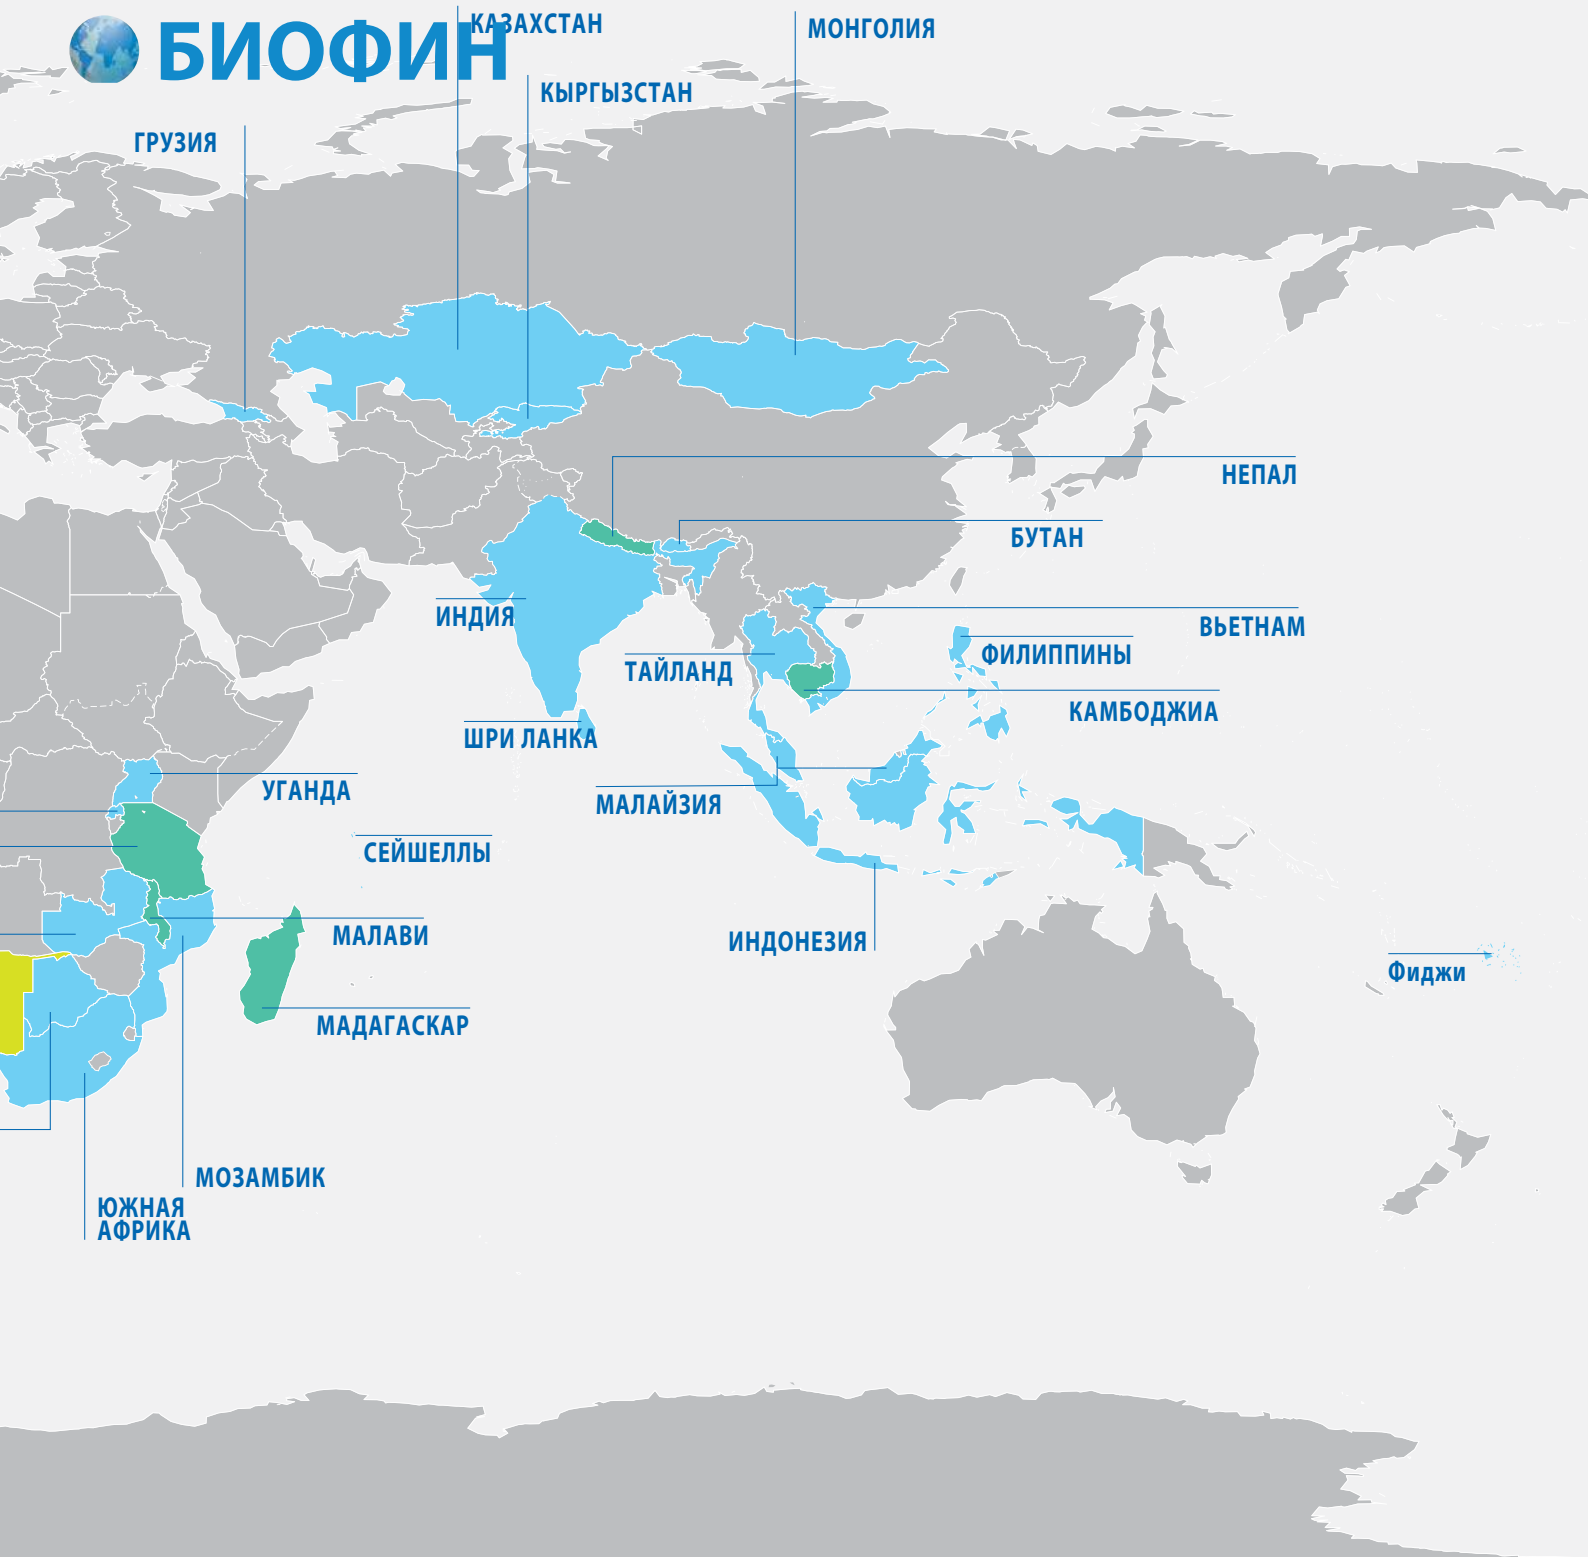 БИОФИН
КАЗАХСТАН
МОНГОЛИЯ
КЫРГЫЗСТАН
ГРУЗИЯ
НЕПАЛ
БУТАН
ИНДИЯ
ВЬЕТНАМ
ФИЛИППИНЫ
ТАЙЛАНД
КАМБОДЖИА
ШРИ ЛАНКА
УГАНДА
МАЛАЙЗИЯ
СЕЙШЕЛЛЫ
МАЛАВИ
ИНДОНЕЗИЯ
Фиджи
МАДАГАСКАР
МОЗАМБИК
ЮЖНАЯ
АФРИКА